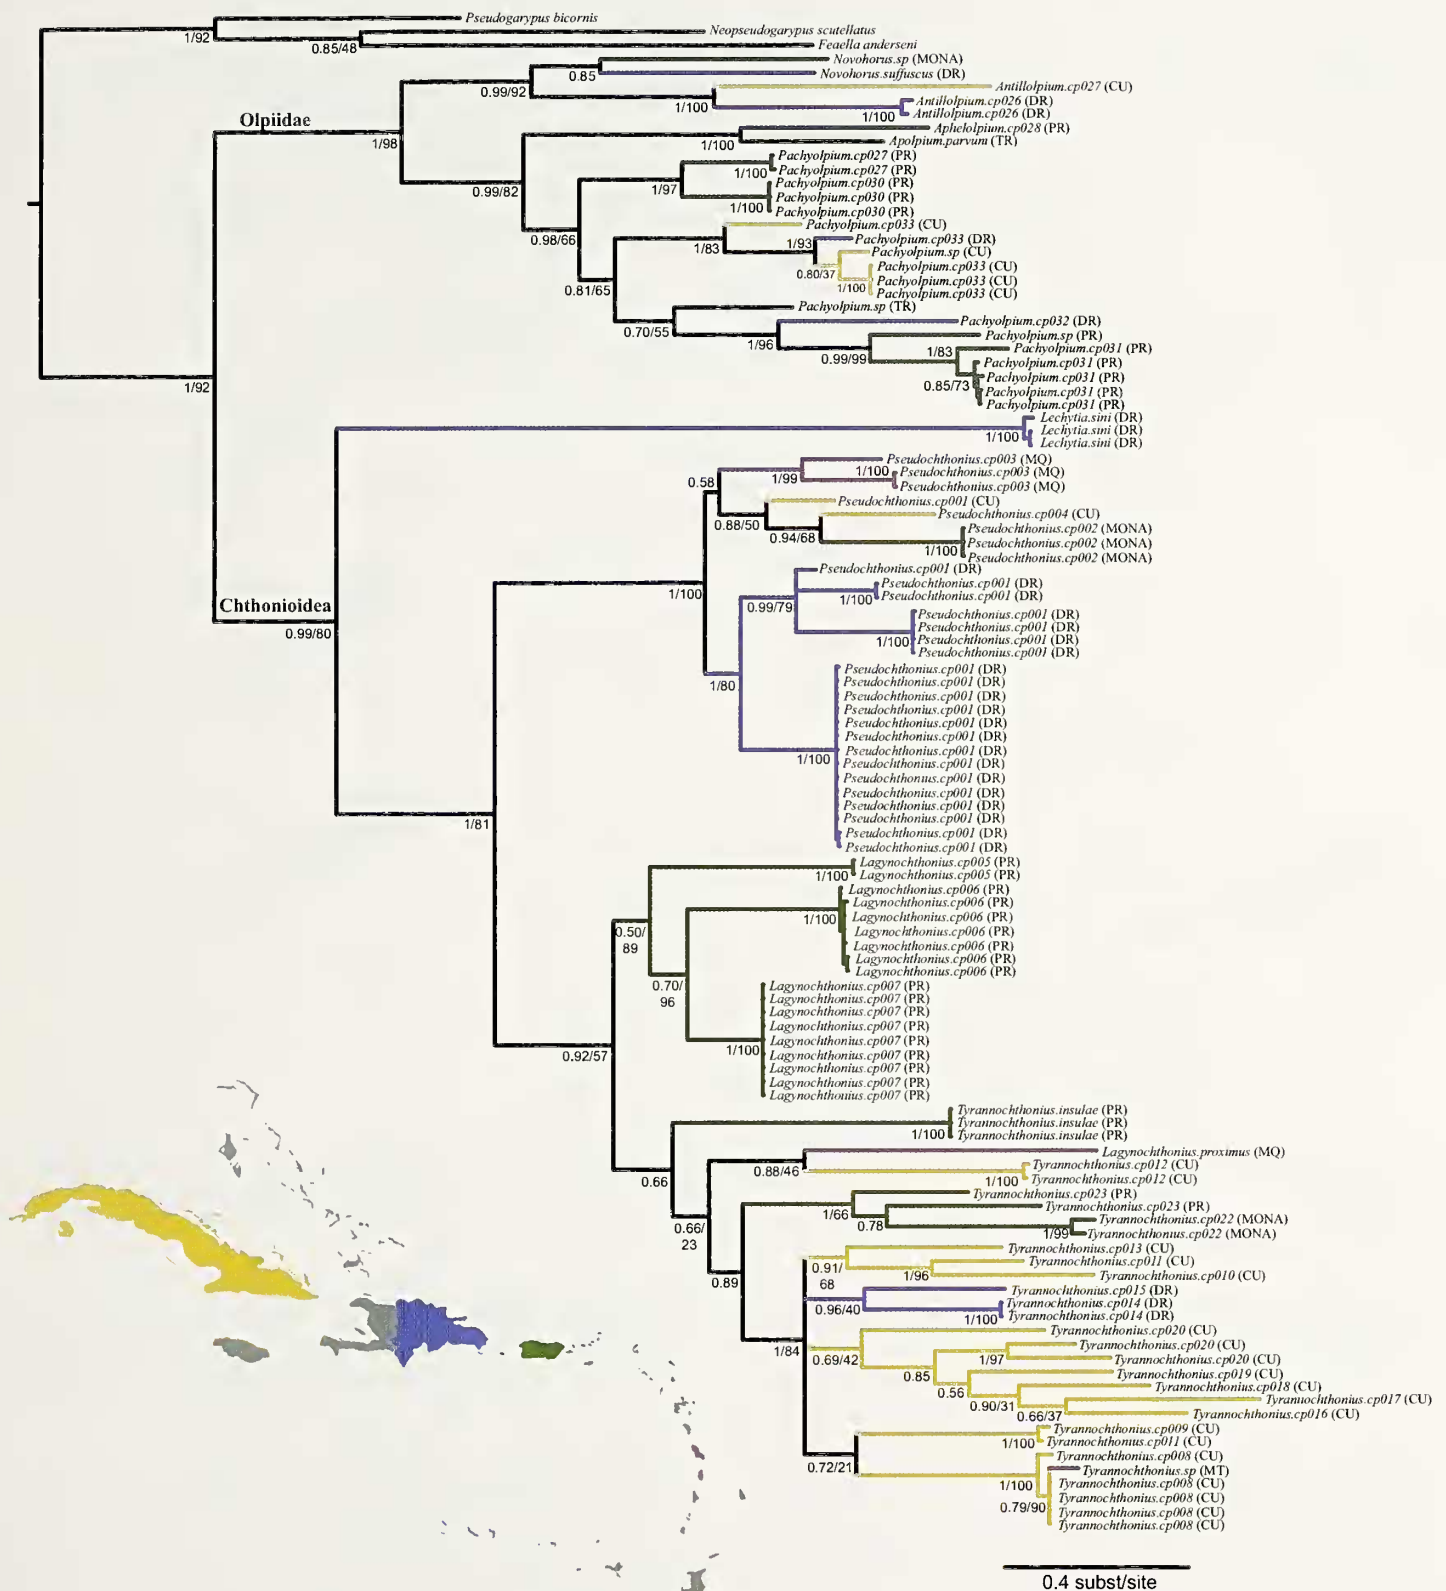 Pseudogarypus bicornis
1/92
Neopseudogarypus scutellatus
0.85/48
Feaella anderseni
Novohorus.sp (MONA)
0.85
Novohorus.suffuscus (DR)
0.99/92
Antillolpium.cp027 (CU)
Antillolpium.cp026 (DR)
1/100
1/100
Antillolpium.cp026 (DR)
Olpiidae
1/98
Aphelolpium.cp028 (PR)
1/100
Apolpium.parvum (TR)
Pachyolpium.cp027 (PR)
1/100
Pachyolpium.cp027 (PR)
0.99/82
1/97
Pachyolpium.cp030 (PR)
Pachyolpium.cp030 (PR)
1/100
Pachyolpium.cp030 (PR)
Pachyolpium.cp033 (CU)
0.98/66
1/83
1/93
Pachyolpium.cp033 (DR)
Pachyolpium.sp (CU)
0.80/37
Pachyolpium.cp033 (CU)
1/100
Pachyolpium.cp033 (CU)
0.81/65
Pachyolpium.cp033 (CU)
Pachyolpium.sp (TR)
0.70/55
Pachyolpium.cp032 (DR)
1/96
Pachyolpium.sp (PR)
0.99/99
1/83
Pachyolpium.cp031 (PR)
Pachyolpium.cp031 (PR)
Pachyolpium.cp031 (PR)
0.85/73
Pachyolpium.cp031 (PR)
Pachyolpium.cp031 (PR)
1/92
Lechytia.sini (DR)
Lechytia.sini (DR)
1/100
Lechytia.sini (DR)
Pseudochthonius.cp003 (MQ)
1/99
1/100
Pseudochthonius.cp003 (MQ)
0.58
Pseudochthonius.cp003 (MQ)
Pseudochthonius.cp001 (CU)
0.88/50
Pseudochthonius.cp004 (CU)
0.94/68
Pseudochthonius.cp002 (MONA)
Pseudochthonius.cp002 (MONA)
1/100
Pseudochthonius.cp002 (MONA)
1/100
Pseudochthonius.cp001 (DR)
Pseudochthonius.cp001 (DR)
1/100
Pseudochthonius.cp001 (DR)
0.99/79
Pseudochthonius.cp001 (DR)
Pseudochthonius.cp001 (DR)
1/100
Pseudochthonius.cp001 (DR)
Pseudochthonius.cp001 (DR)
Chthonioidea
0.99/80
1/80
Pseudochthonius.cp001 (DR)
Pseudochthonius.cp001 (DR)
Pseudochthonius.cp001 (DR)
Pseudochthonius.cp001 (DR)
Pseudochthonius.cp001 (DR)
Pseudochthonius.cp001 (DR)
Pseudochthonius.cp001 (DR)
1/100
Pseudochthonius.cp001 (DR)
Pseudochthonius.cp001 (DR)
Pseudochthonius.cp001 (DR)
Pseudochthonius.cp001 (DR)
Pseudochthonius.cp001 (DR)
Pseudochthonius.cp001 (DR)
Pseudochthonius.cp001 (DR)
1/81
Lagynochthonius.cp005 (PR)
1/100
Lagynochthonius.cp005 (PR)
Lagynochthonius.cp006 (PR)
Lagynochthonius.cp006 (PR)
1/100
Lagynochthonius.cp006 (PR)
Lagynochthonius.cp006 (PR)
Lagynochthonius.cp006 (PR)
Lagynochthonius.cp006 (PR)
Lagynochthonius.cp006 (PR)
0.50/
89
0.70/
96
Lagynochthonius.cp007 (PR)
Lagynochthonius.cp007 (PR)
Lagynochthonius.cp007 (PR)
Lagynochthonius.cp007 (PR)
Lagynochthonius.cp007 (PR)
1/100
Lagynochthonius.cp007 (PR)
Lagynochthonius.cp007 (PR)
Lagynochthonius.cp007 (PR)
Lagynochthonius.cp007 (PR)
0.92/57
Tyrannochthonius.insulae (PR)
Tyrannochthonius.insulae (PR)
1/100
Tyrannochthonius.insulae (PR)
Lagynochthonius.proximus (MQ)
0.88/46
Tyrannochthonius.cp012 (CU)
1/100
Tyrannochthonius.cp012 (CU)
0.66
Tyrannochthonius.cp023 (PR)
1/66
Tyrannochthonius.cp023 (PR)
0.78
Tyrannochthonius.cp022 (MONA)
1/99
Tyrannochthonius.cp022 (MONA)
0.66/
23
Tyrannochthonius.cp013 (CU)
0.91/
68
Tyrannochthonius.cp011 (CU)
1/96
Tyrannochthonius.cp010 (CU)
0.89
Tyrannochthonius.cp015 (DR)
0.96/40
Tyrannochthonius.cp014 (DR)
1/100
Tyrannochthonius.cp014 (DR)
Tyrannochthonius.cp020 (CU)
1/84
0.69/42
Tyrannochthonius.cp020 (CU)
1/97
Tyrannochthonius.cp020 (CU)
0.85
Tyrannochthonius.cp019 (CU)
0.56
Tyrannochthonius.cp018 (CU)
0.90/31
Tyrannochthonius.cp017 (CU)
0.66/37
Tyrannochthonius.cp016 (CU)
Tyrannochthonius.cp009 (CU)
1/100
Tyrannochthonius.cp011 (CU)
0.72/21
Tyrannochthonius.cp008 (CU)
Tyrannochthonius.sp (MT)
1/100
Tyrannochthonius.cp008 (CU)
Tyrannochthonius.cp008 (CU)
0.79/90
Tyrannochthonius.cp008 (CU)
Tyrannochthonius.cp008 (CU)
0.4 subst/site